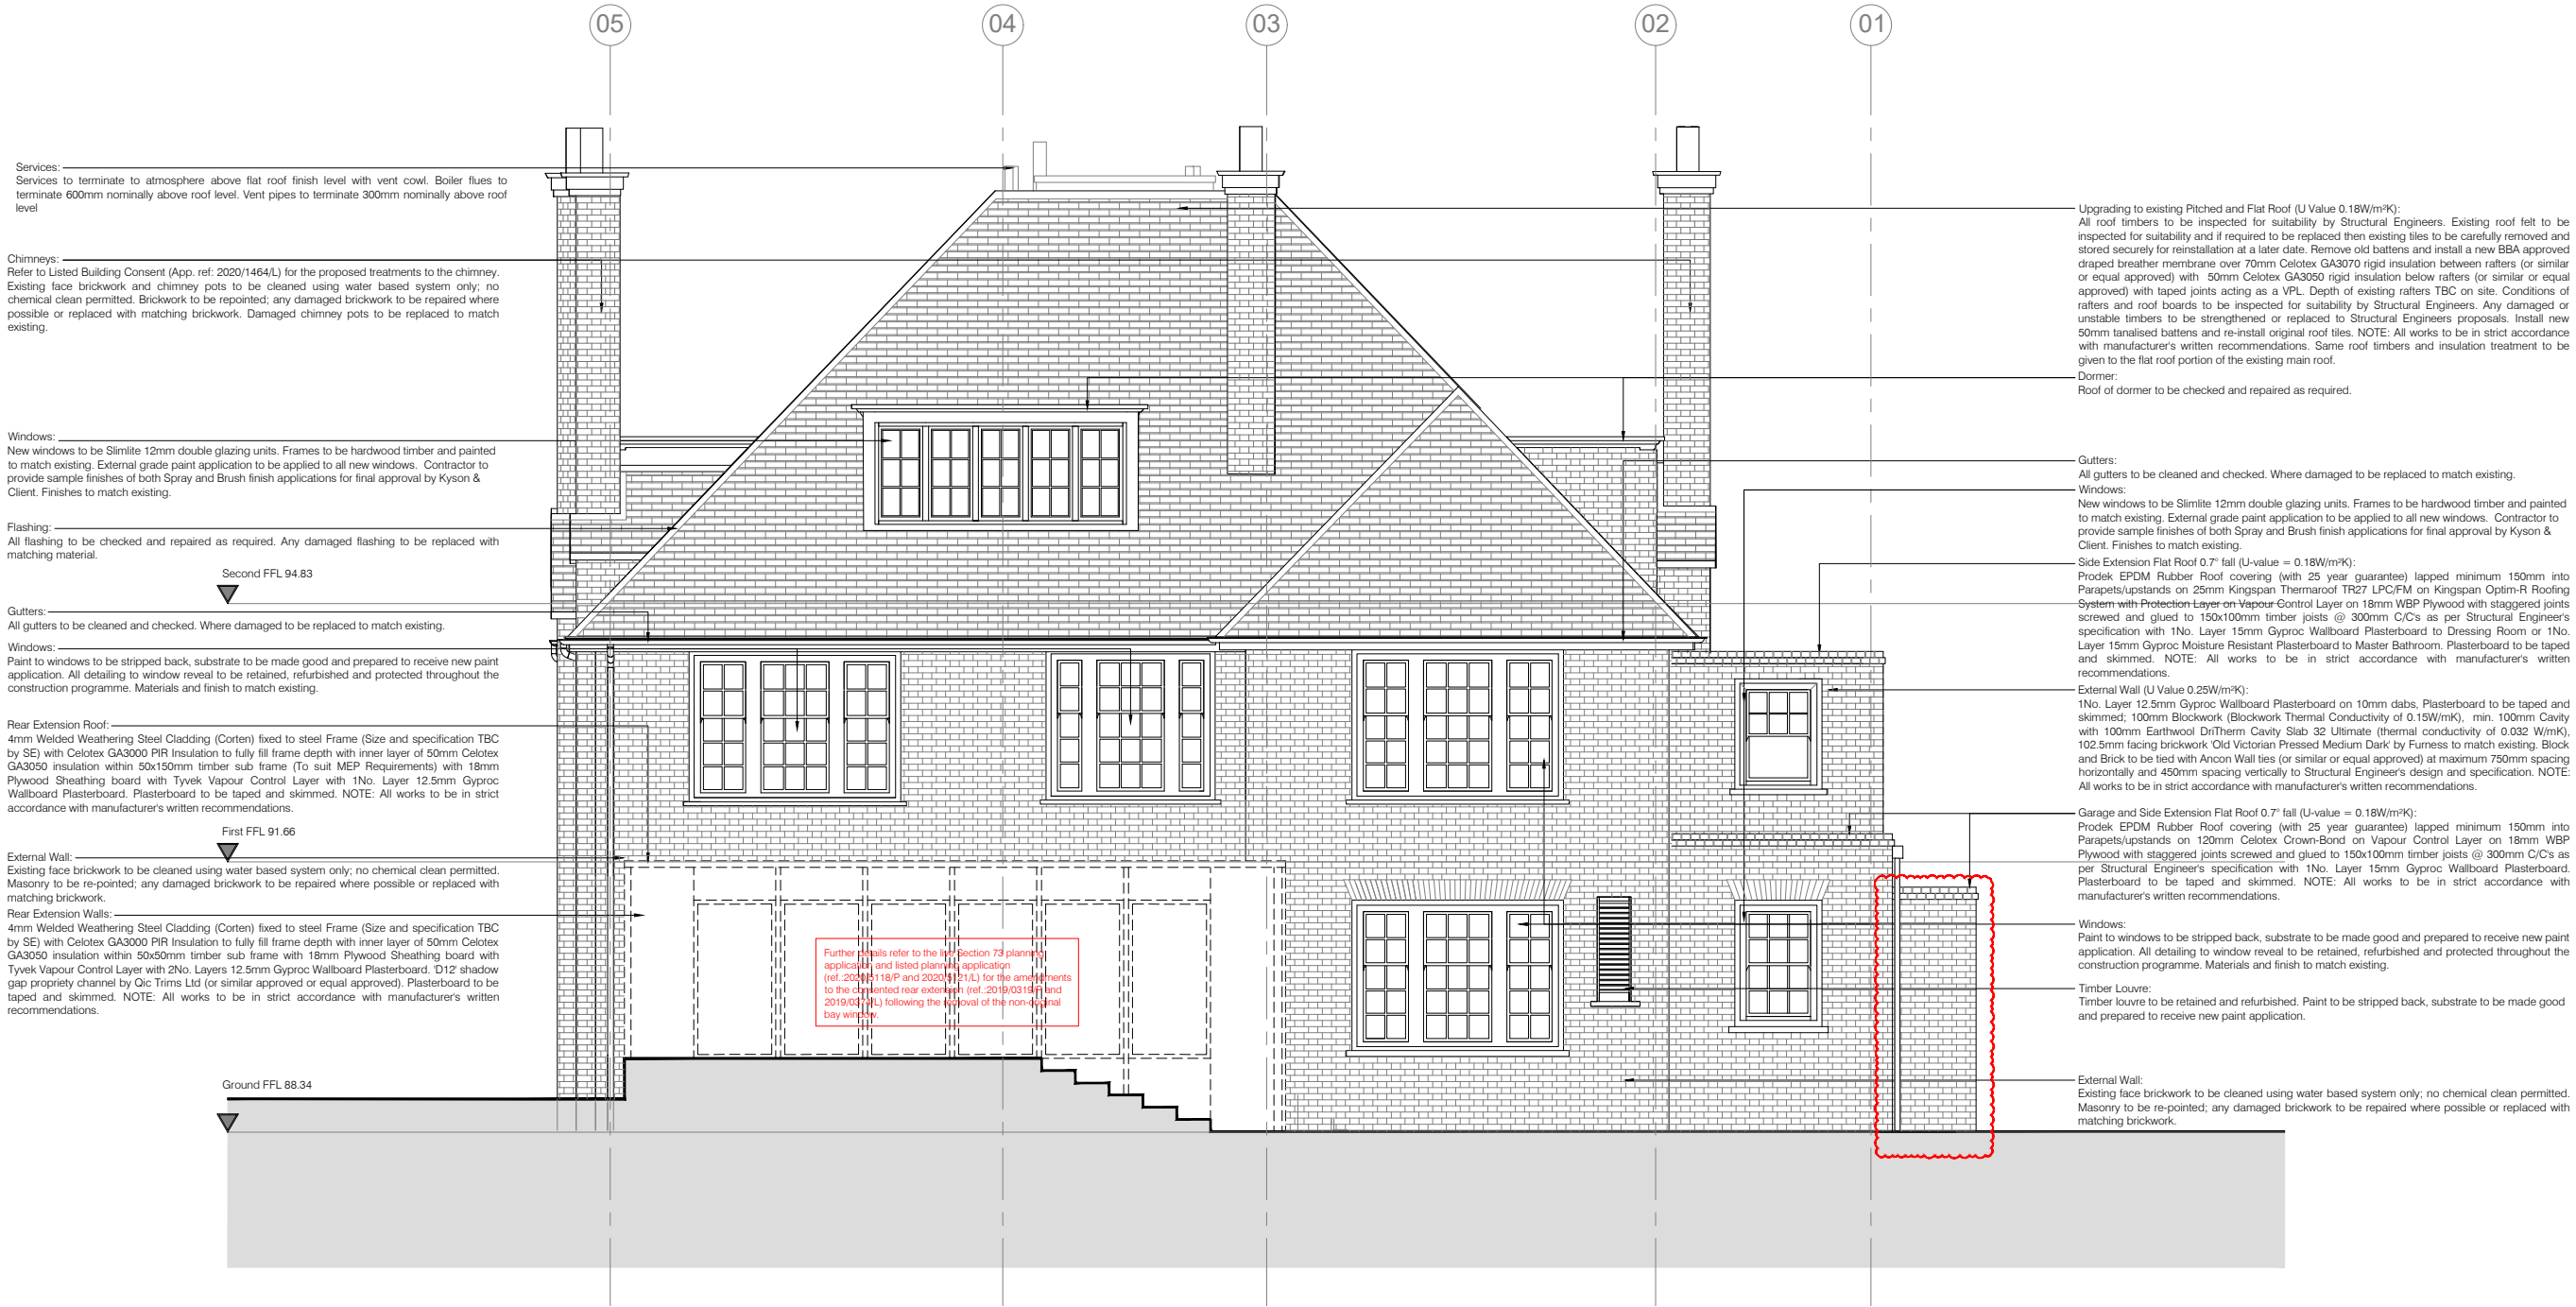 05
04
03
02
01
Services:
Services to terminate to atmosphere above flat roof finish level with vent cowl. Boiler flues to
terminate 600mm nominally above roof level. Vent pipes to terminate 300mm nominally above roof
level
Chimneys:
Refer to Listed Building Consent (App. ref: 2020/1464/L) for the proposed treatments to the chimney.
Existing face brickwork and chimney pots to be cleaned using water based system only; no
chemical clean permitted. Brickwork to be repointed; any damaged brickwork to be repaired where
possible or replaced with matching brickwork. Damaged chimney pots to be replaced to match
existing.
Windows:
New windows to be Slimlite 12mm double glazing units. Frames to be hardwood timber and painted
to match existing. External grade paint application to be applied to all new windows. Contractor to
provide sample finishes of both Spray and Brush finish applications for final approval by Kyson &
Client. Finishes to match existing.
Flashing:
All flashing to be checked and repaired as required. Any damaged flashing to be replaced with
matching material.
Second FFL 94.83
Gutters:
All gutters to be cleaned and checked. Where damaged to be replaced to match existing.
Windows:
Paint to windows to be stripped back, substrate to be made good and prepared to receive new paint
application. All detailing to window reveal to be retained, refurbished and protected throughout the
construction programme. Materials and finish to match existing.
Rear Extension Roof:
4mm Welded Weathering Steel Cladding (Corten) fixed to steel Frame (Size and specification TBC
by SE) with Celotex GA3000 PIR Insulation to fully fill frame depth with inner layer of 50mm Celotex
GA3050 insulation within 50x150mm timber sub frame (To suit MEP Requirements) with 18mm
Plywood Sheathing board with Tyvek Vapour Control Layer with 1No. Layer 12.5mm Gyproc
Wallboard Plasterboard. Plasterboard to be taped and skimmed. NOTE: All works to be in strict
accordance with manufacturer's written recommendations.
First FFL 91.66
External Wall:
Existing face brickwork to be cleaned using water based system only; no chemical clean permitted.
Masonry to be re-pointed; any damaged brickwork to be repaired where possible or replaced with
matching brickwork.
Rear Extension Walls:
4mm Welded Weathering Steel Cladding (Corten) fixed to steel Frame (Size and specification TBC
by SE) with Celotex GA3000 PIR Insulation to fully fill frame depth with inner layer of 50mm Celotex
GA3050 insulation within 50x50mm timber sub frame with 18mm Plywood Sheathing board with
Tyvek Vapour Control Layer with 2No. Layers 12.5mm Gyproc Wallboard Plasterboard. 'D12' shadow
gap propriety channel by Qic Trims Ltd (or similar approved or equal approved). Plasterboard to be
taped and skimmed. NOTE: All works to be in strict accordance with manufacturer's written
recommendations.
Ground FFL 88.34
Further details refer to the live Section 73 planning
application and listed planning application
(ref.:2020/5118/P and 2020/5121/L) for the amendments
to the consented rear extension (ref.:2019/0319/P and
2019/0374/L) following the removal of the non-original
bay window.
Upgrading to existing Pitched and Flat Roof (U Value 0.18W/m²K):
All roof timbers to be inspected for suitability by Structural Engineers. Existing roof felt to be
inspected for suitability and if required to be replaced then existing tiles to be carefully removed and
stored securely for reinstallation at a later date. Remove old battens and install a new BBA approved
draped breather membrane over 70mm Celotex GA3070 rigid insulation between rafters (or similar
or equal approved) with 50mm Celotex GA3050 rigid insulation below rafters (or similar or equal
approved) with taped joints acting as a VPL. Depth of existing rafters TBC on site. Conditions of
rafters and roof boards to be inspected for suitability by Structural Engineers. Any damaged or
unstable timbers to be strengthened or replaced to Structural Engineers proposals. Install new
50mm tanalised battens and re-install original roof tiles. NOTE: All works to be in strict accordance
with manufacturer's written recommendations. Same roof timbers and insulation treatment to be
given to the flat roof portion of the existing main roof.
Dormer:
Roof of dormer to be checked and repaired as required.
Gutters:
All gutters to be cleaned and checked. Where damaged to be replaced to match existing.
Windows:
New windows to be Slimlite 12mm double glazing units. Frames to be hardwood timber and painted
to match existing. External grade paint application to be applied to all new windows. Contractor to
provide sample finishes of both Spray and Brush finish applications for final approval by Kyson &
Client. Finishes to match existing.
Side Extension Flat Roof 0.7° fall (U-value = 0.18W/m²K):
Prodek EPDM Rubber Roof covering (with 25 year guarantee) lapped minimum 150mm into
Parapets/upstands on 25mm Kingspan Thermaroof TR27 LPC/FM on Kingspan Optim-R Roofing
System with Protection Layer on Vapour Control Layer on 18mm WBP Plywood with staggered joints
screwed and glued to 150x100mm timber joists @ 300mm C/C's as per Structural Engineer's
specification with 1No. Layer 15mm Gyproc Wallboard Plasterboard to Dressing Room or 1No.
Layer 15mm Gyproc Moisture Resistant Plasterboard to Master Bathroom. Plasterboard to be taped
and skimmed. NOTE: All works to be in strict accordance with manufacturer's written
recommendations.
External Wall (U Value 0.25W/m²K):
1No. Layer 12.5mm Gyproc Wallboard Plasterboard on 10mm dabs, Plasterboard to be taped and
skimmed; 100mm Blockwork (Blockwork Thermal Conductivity of 0.15W/mK), min. 100mm Cavity
with 100mm Earthwool DriTherm Cavity Slab 32 Ultimate (thermal conductivity of 0.032 W/mK),
102.5mm facing brickwork 'Old Victorian Pressed Medium Dark' by Furness to match existing. Block
and Brick to be tied with Ancon Wall ties (or similar or equal approved) at maximum 750mm spacing
horizontally and 450mm spacing vertically to Structural Engineer's design and specification. NOTE:
All works to be in strict accordance with manufacturer's written recommendations.
Garage and Side Extension Flat Roof 0.7° fall (U-value = 0.18W/m²K):
Prodek EPDM Rubber Roof covering (with 25 year guarantee) lapped minimum 150mm into
Parapets/upstands on 120mm Celotex Crown-Bond on Vapour Control Layer on 18mm WBP
Plywood with staggered joints screwed and glued to 150x100mm timber joists @ 300mm C/C's as
per Structural Engineer's specification with 1No. Layer 15mm Gyproc Wallboard Plasterboard.
Plasterboard to be taped and skimmed. NOTE: All works to be in strict accordance with
manufacturer's written recommendations.
Windows:
Paint to windows to be stripped back, substrate to be made good and prepared to receive new paint
application. All detailing to window reveal to be retained, refurbished and protected throughout the
construction programme. Materials and finish to match existing.
Timber Louvre:
Timber louvre to be retained and refurbished. Paint to be stripped back, substrate to be made good
and prepared to receive new paint application.
External Wall:
Existing face brickwork to be cleaned using water based system only; no chemical clean permitted.
Masonry to be re-pointed; any damaged brickwork to be repaired where possible or replaced with
matching brickwork.